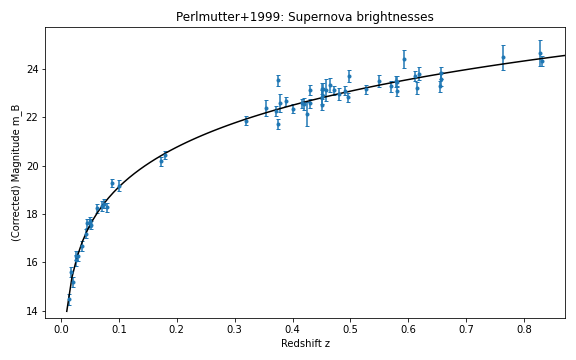 Perlmutter+1999: Supernova brightnesses
(Corrected) Magnitude m_B
24
22
20
18
16
14
0.0 0.1 0.2 0.3 0.4 0.5 0.6 0.7 0.8
Redshift z